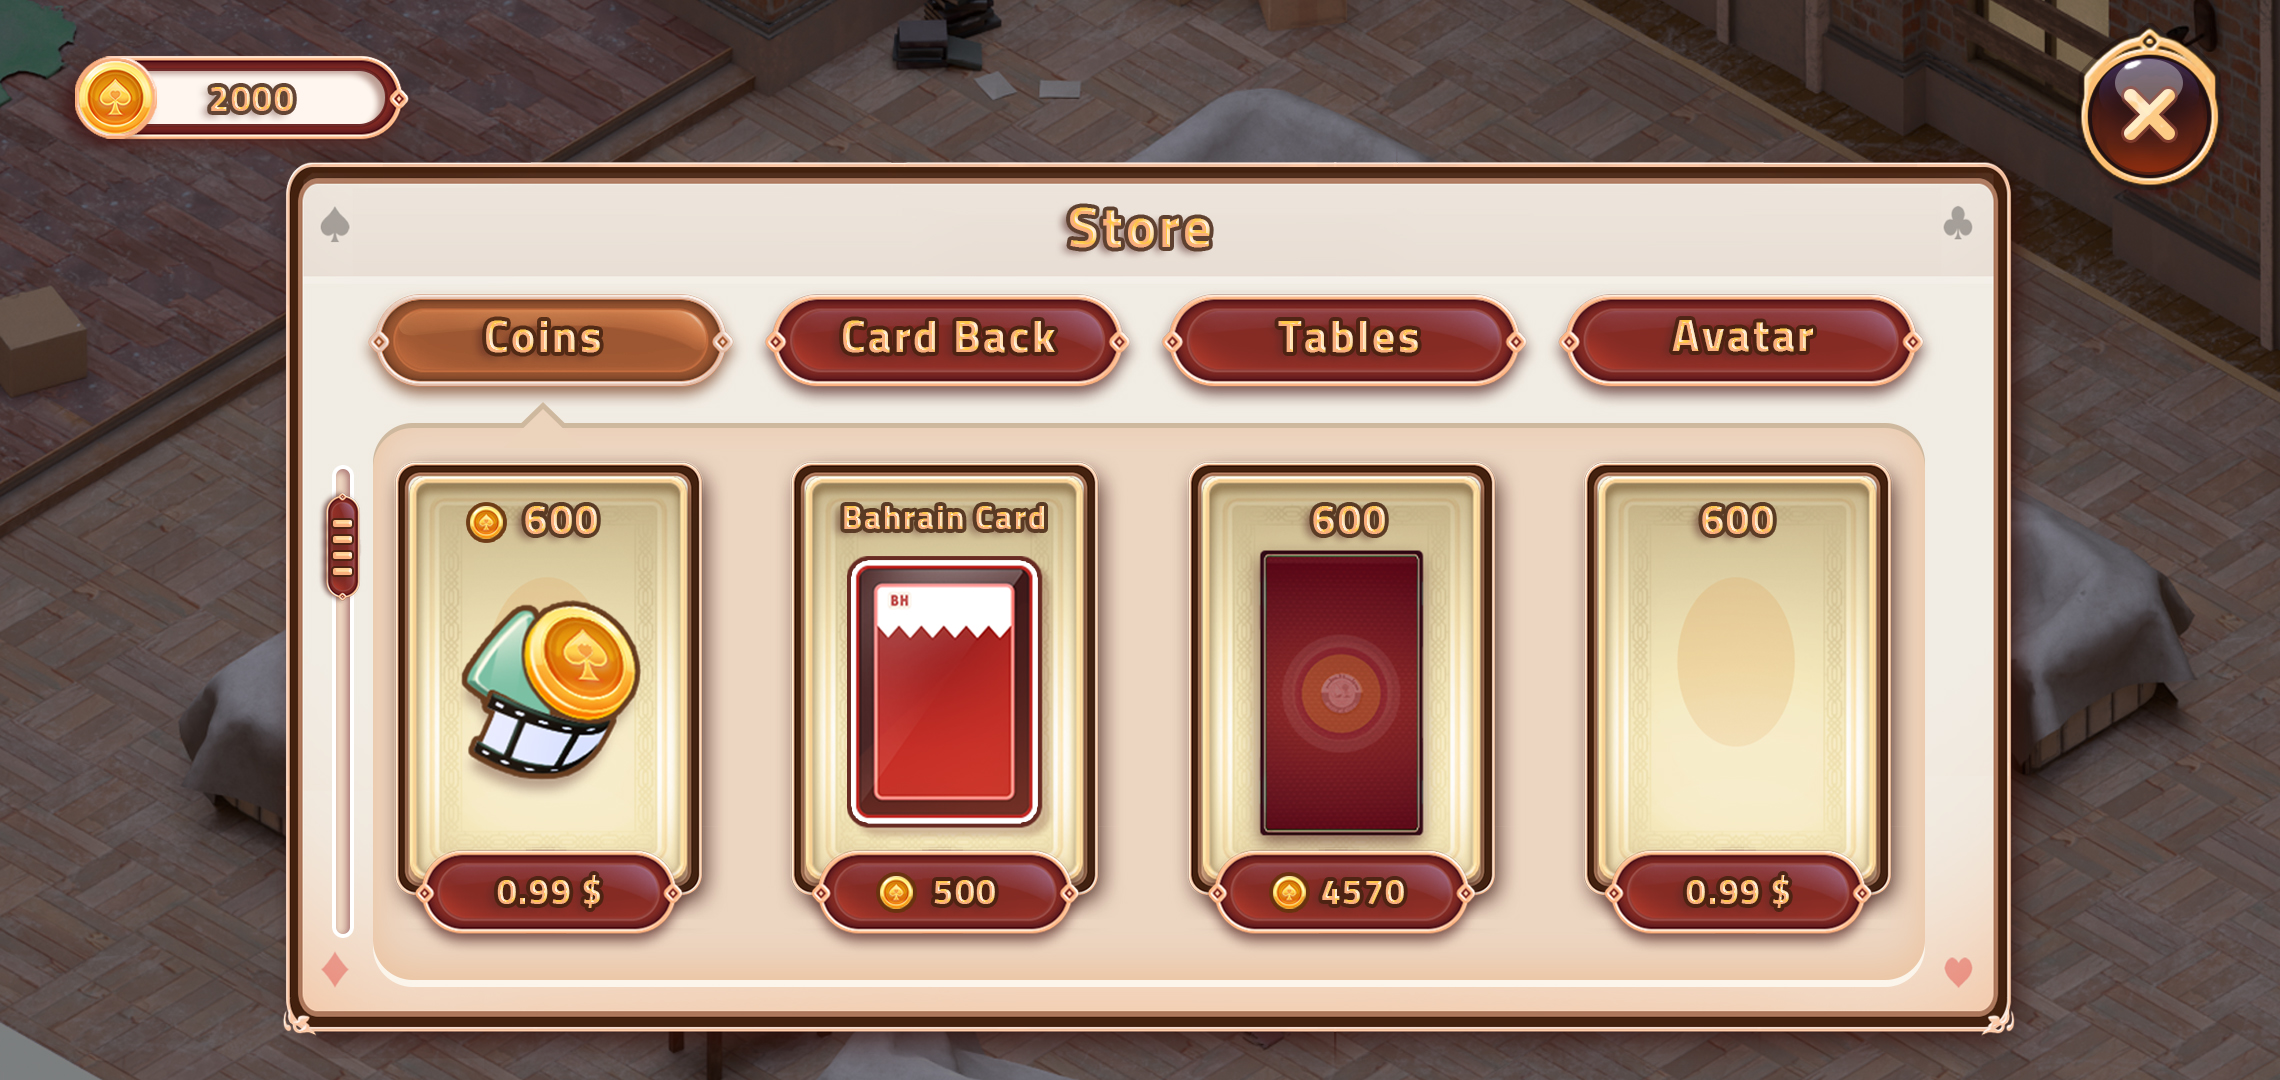 2000
Store
Coins
Card Back
Tables
Avatar
600
Bahrain Card
600
600
BH
0.99 $
500
4570
0.99 $